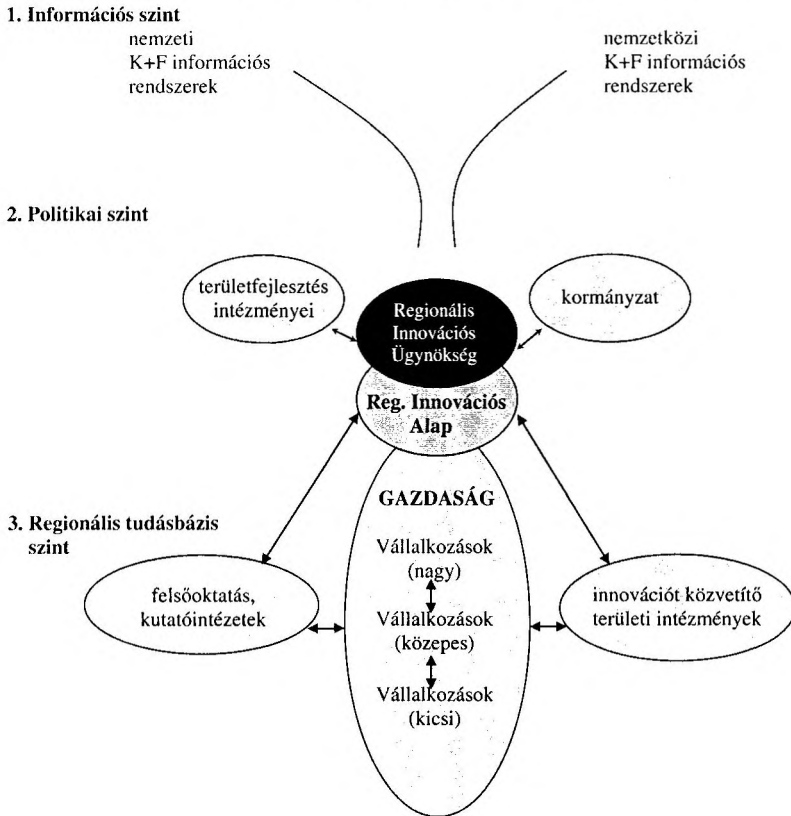 1. Információs szint
nemzeti
K+F információs
rendszerek
nemzetközi
K+F információs
rendszerek
2. Politikai szint
területfejlesztés
intézményei
Regionális
Innovációs
Ügynökség
kormányzat
Reg. Innovációs
Alap
GAZDASÁG
3. Regionális tudásbázis
szint
Vállalkozások
(nagy)
felsőoktatás,
kutatóintézetek
Vállalkozások
(közepes)
innovációt közvetítő
területi intézmények
Vállalkozások
(kicsi)